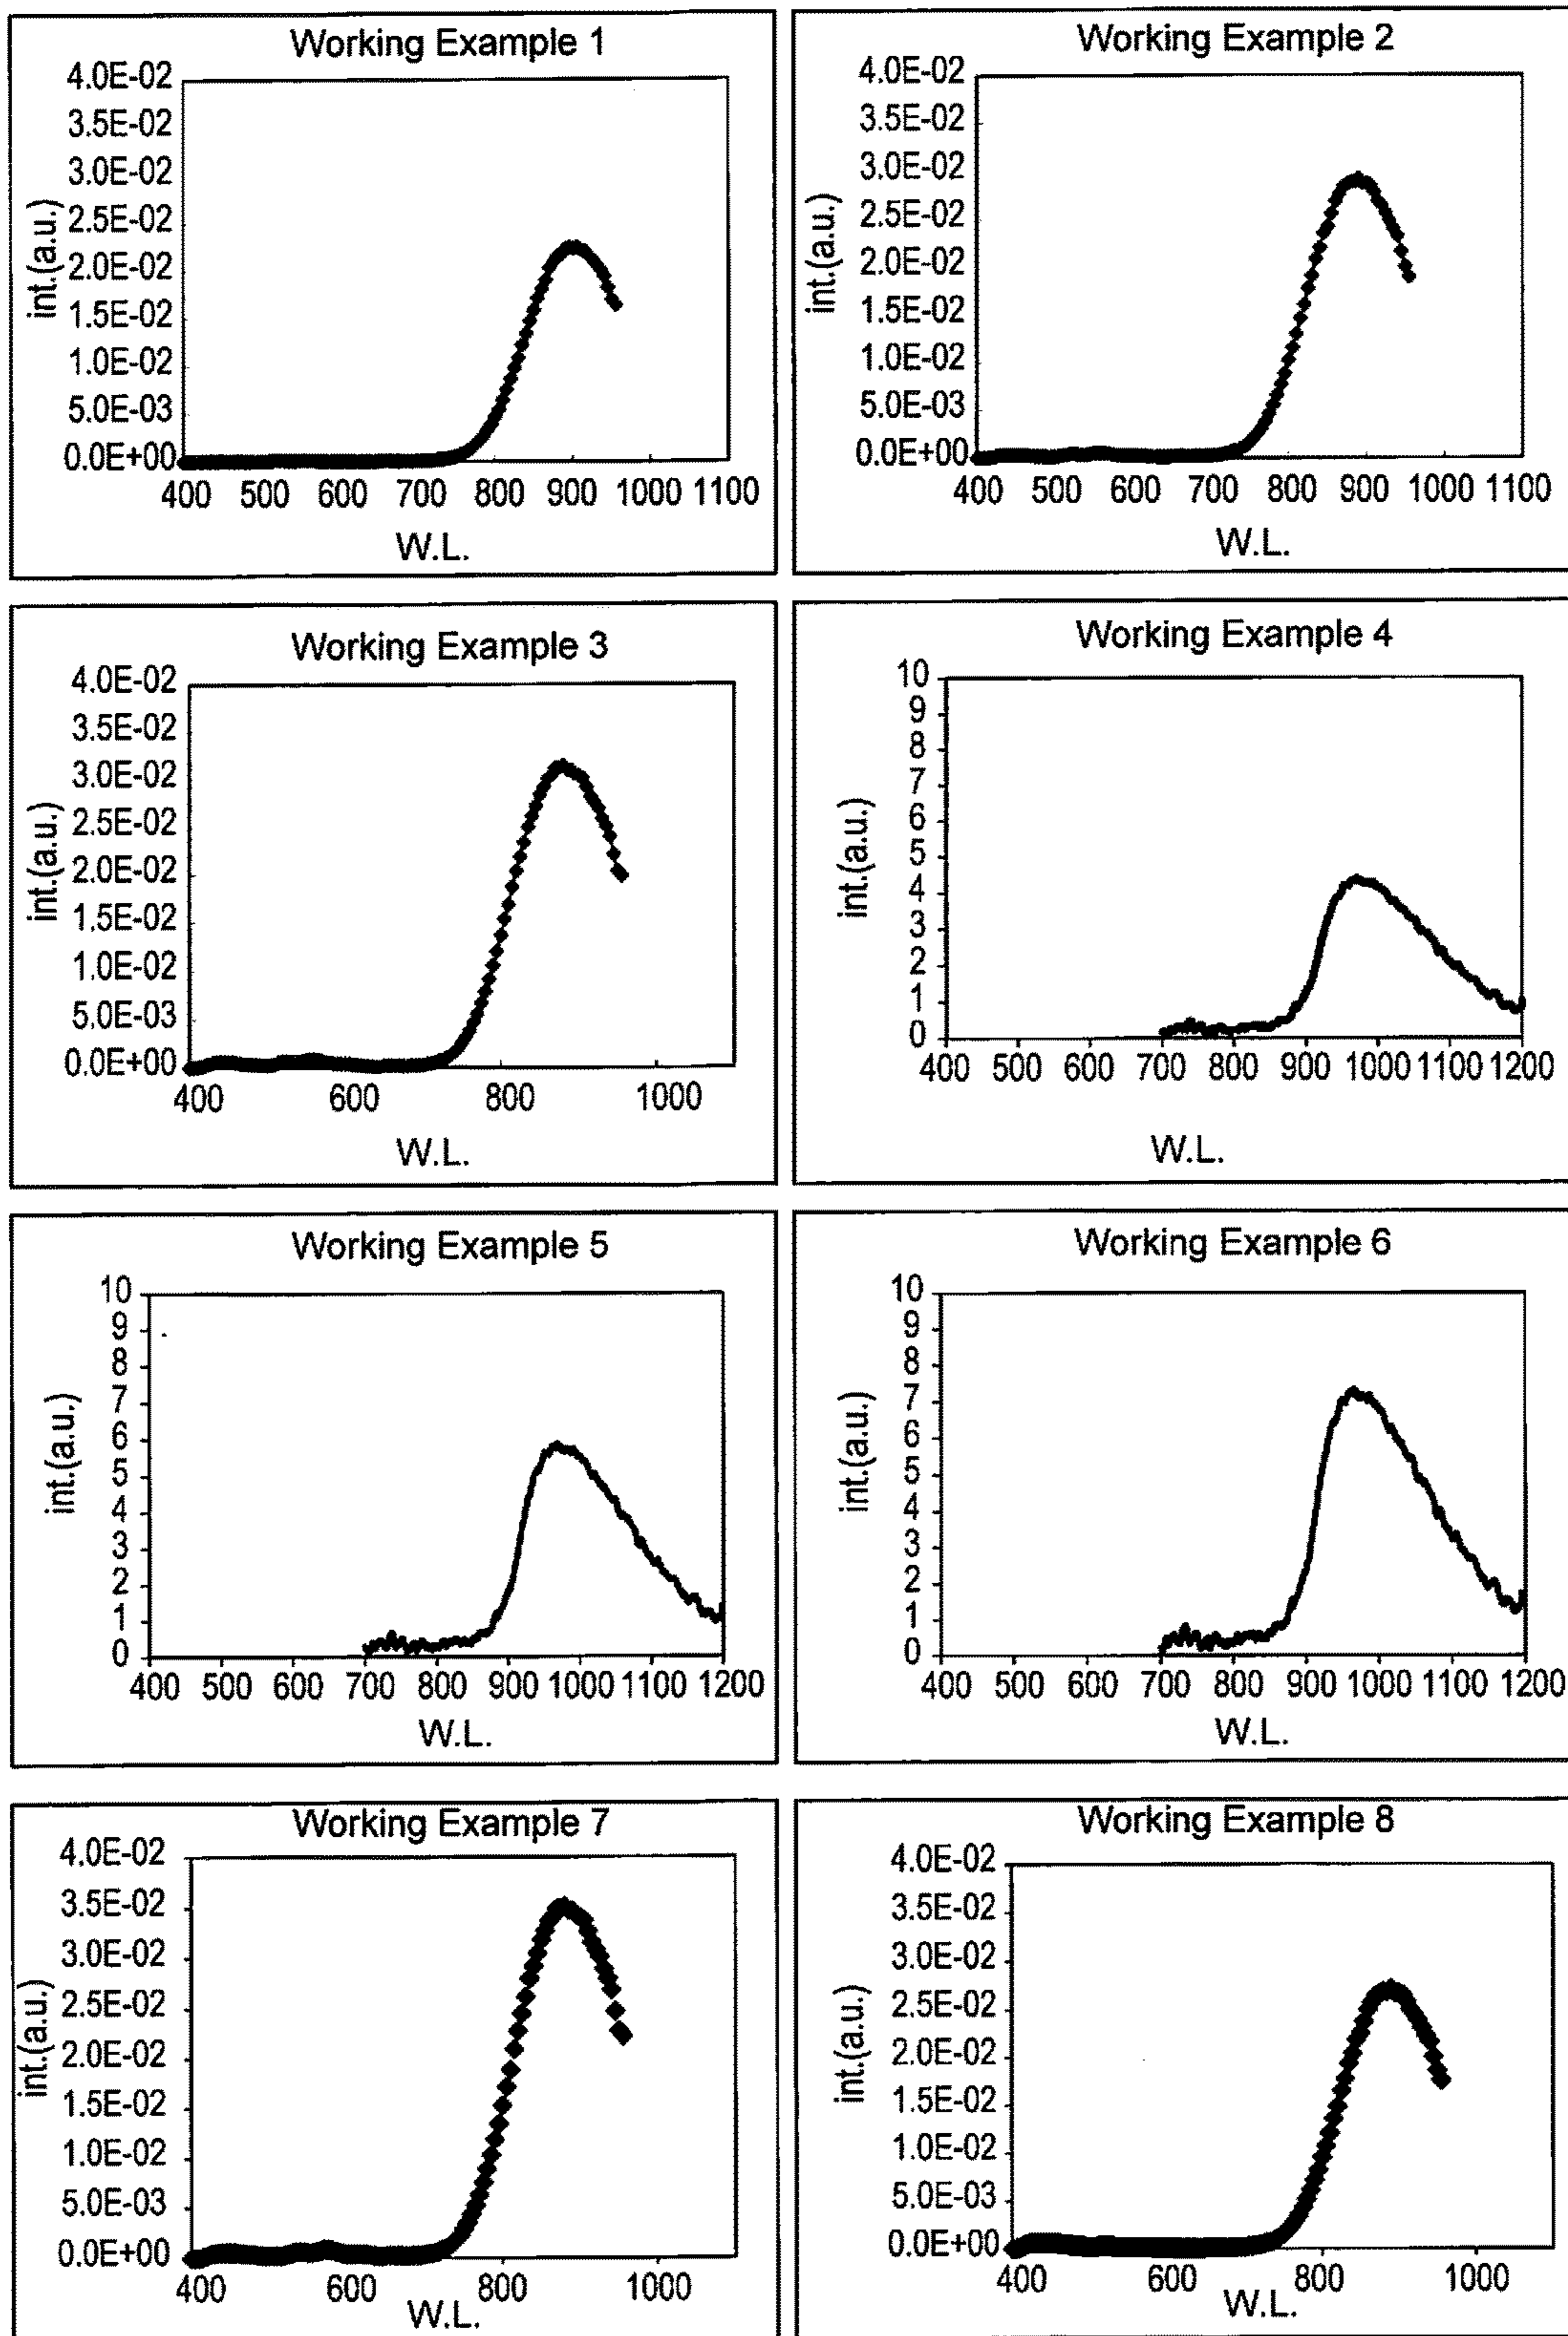 Working Example 1
4.0E-02
3.5E-02
3.0E-02
2.5E-02
2.0E-02
1.5E-02
1.0E-02
5.0E-03
0.0E+00
int.(a.u.)
400 500 600 700 800 900 1000 1100
W.L.
Working Example 2
4.0E-02
3.5E-02
3.0E-02
2.5E-02
2.0E-02
1.5E-02
1.0E-02
5.0E-03
0.0E+00
int.(a.u.)
400 500 600 700 800 900 1000 1100
W.L.
Working Example 3
4.0E-02
3.5E-02
3.0E-02
2.5E-02
2.0E-02
1.5E-02
1.0E-02
5.0E-03
0.0E+00
int.(a.u.)
400 600 800 1000
W.L.
Working Example 4
10
9
8
7
6
5
4
3
2
1
0
int.(a.u.)
400 500 600 700 800 900 1000 1100 1200
W.L.
Working Example 5
10
9
8
7
6
5
4
3
2
1
0
int.(a.u.)
400 500 600 700 800 900 1000 1100 1200
W.L.
Working Example 6
10
9
8
7
6
5
4
3
2
1
0
int.(a.u.)
400 500 600 700 800 900 1000 1100 1200
W.L.
Working Example 7
4.0E-02
3.5E-02
3.0E-02
2.5E-02
2.0E-02
1.5E-02
1.0E-02
5.0E-03
0.0E+00
int.(a.u.)
400 600 800 1000
W.L.
Working Example 8
4.0E-02
3.5E-02
3.0E-02
2.5E-02
2.0E-02
1.5E-02
1.0E-02
5.0E-03
0.0E+00
int.(a.u.)
400 600 800 1000
W.L.